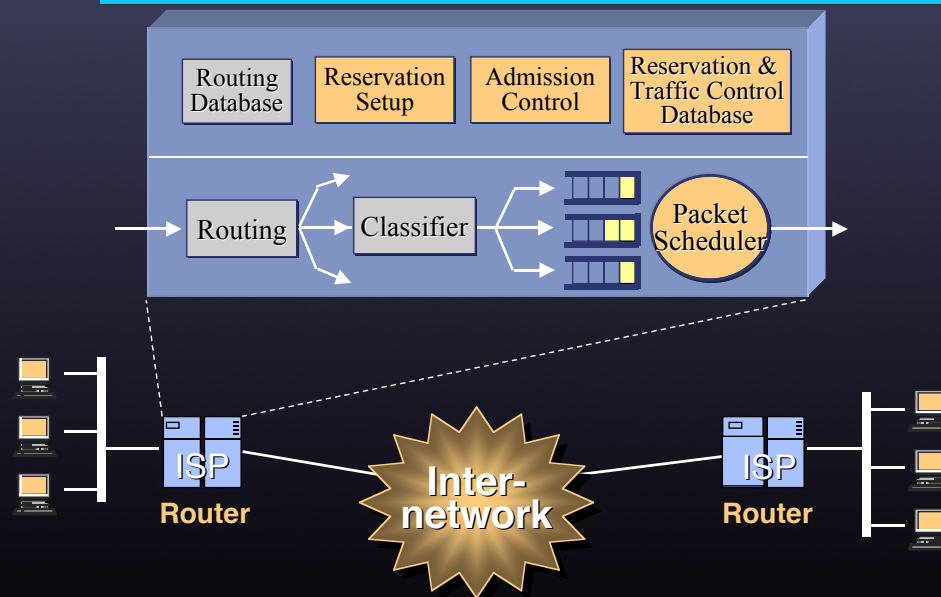 Routing
Database
Reservation
Setup
Admission
Control
Reservation &
Traffic Control
Database
Routing
Classifier
Packet
Scheduler
ISP
Router
Inter-
network
ISP
Router